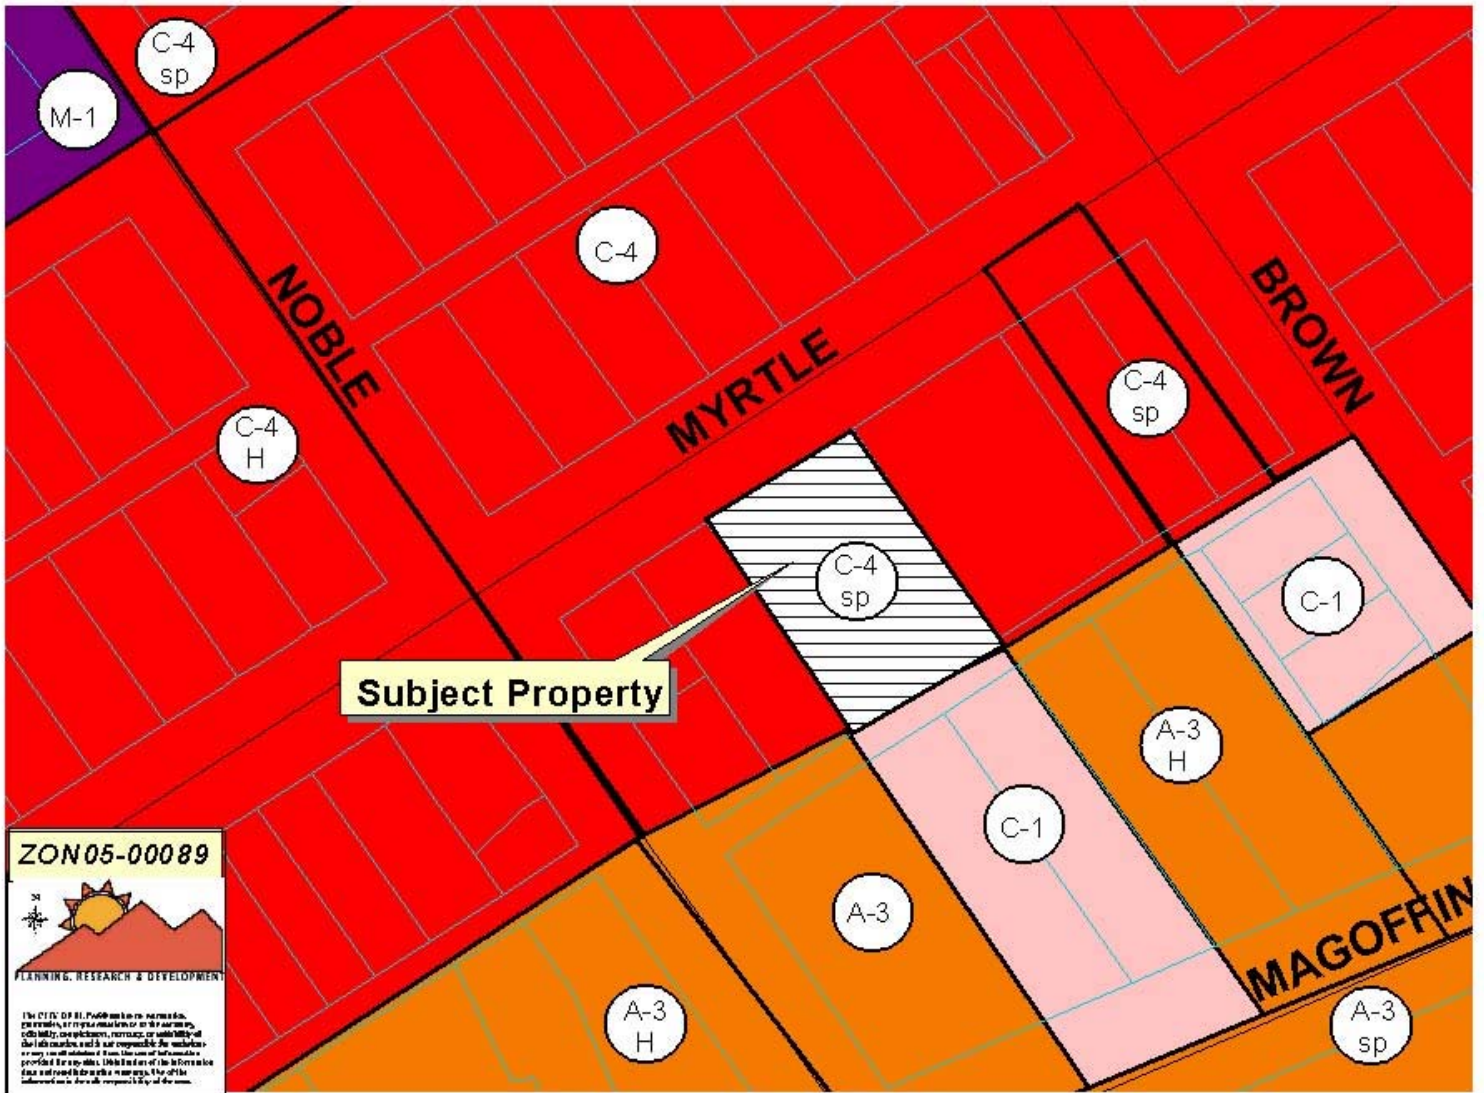 C-4
sp
M-1
C-4
NOBLE
MYRTLE
BROWN
C-4
sp
C-4
H
C-4
sp
C-1
Subject Property
A-3
H
C-1
A-3
MAGOFFIN
A-3
H
A-3
sp
ZON05-00089
N
PLANNING, RESEARCH & DEVELOPMENT